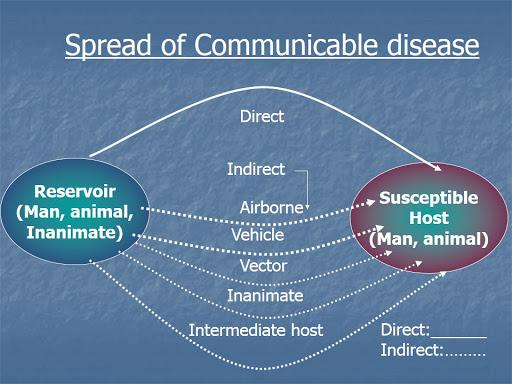 Spread of Communicable disease
Direct
Indirect
Reservoir
(Man, animal,
Inanimate)
Airborne
Vehicle
Vector
Inanimate
Intermediate host
Susceptible
Host
(Man, animal)
Direct:_______
Indirect:.........